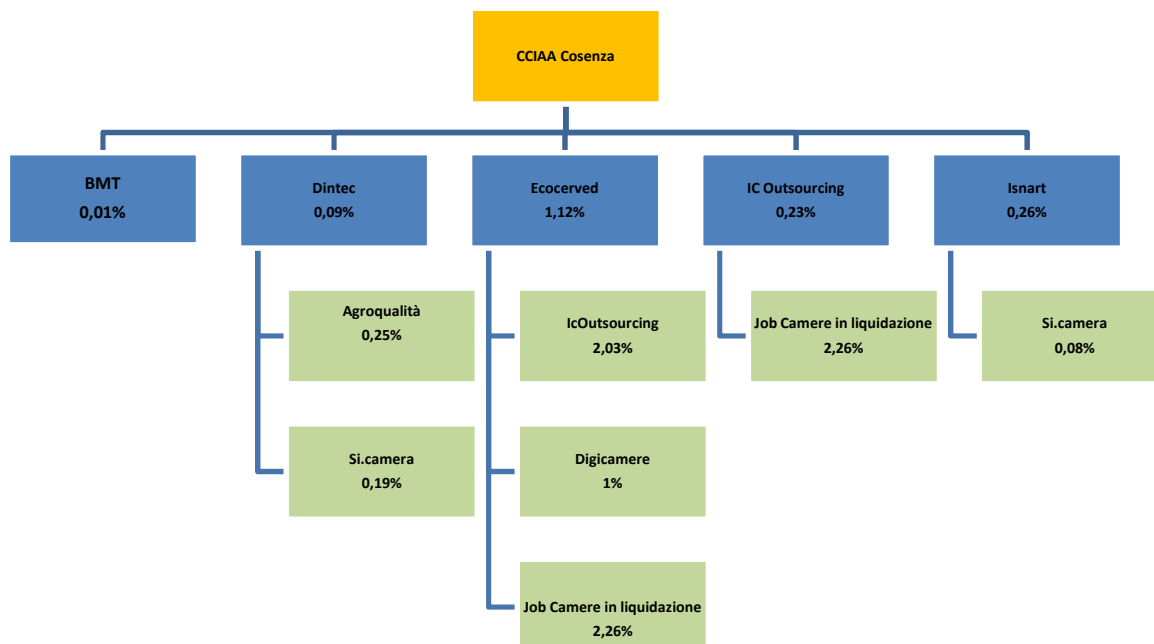 CCIAA Cosenza
BMT
0,01%
Dintec
0,09%
Ecocerved
1,12%
IC Outsourcing
0,23%
Isnart
0,26%
Agroqualità
0,25%
IcOutsourcing
2,03%
Job Camere in liquidazione
2,26%
Si.camera
0,08%
Si.camera
0,19%
Digicamere
1%
Job Camere in liquidazione
2,26%